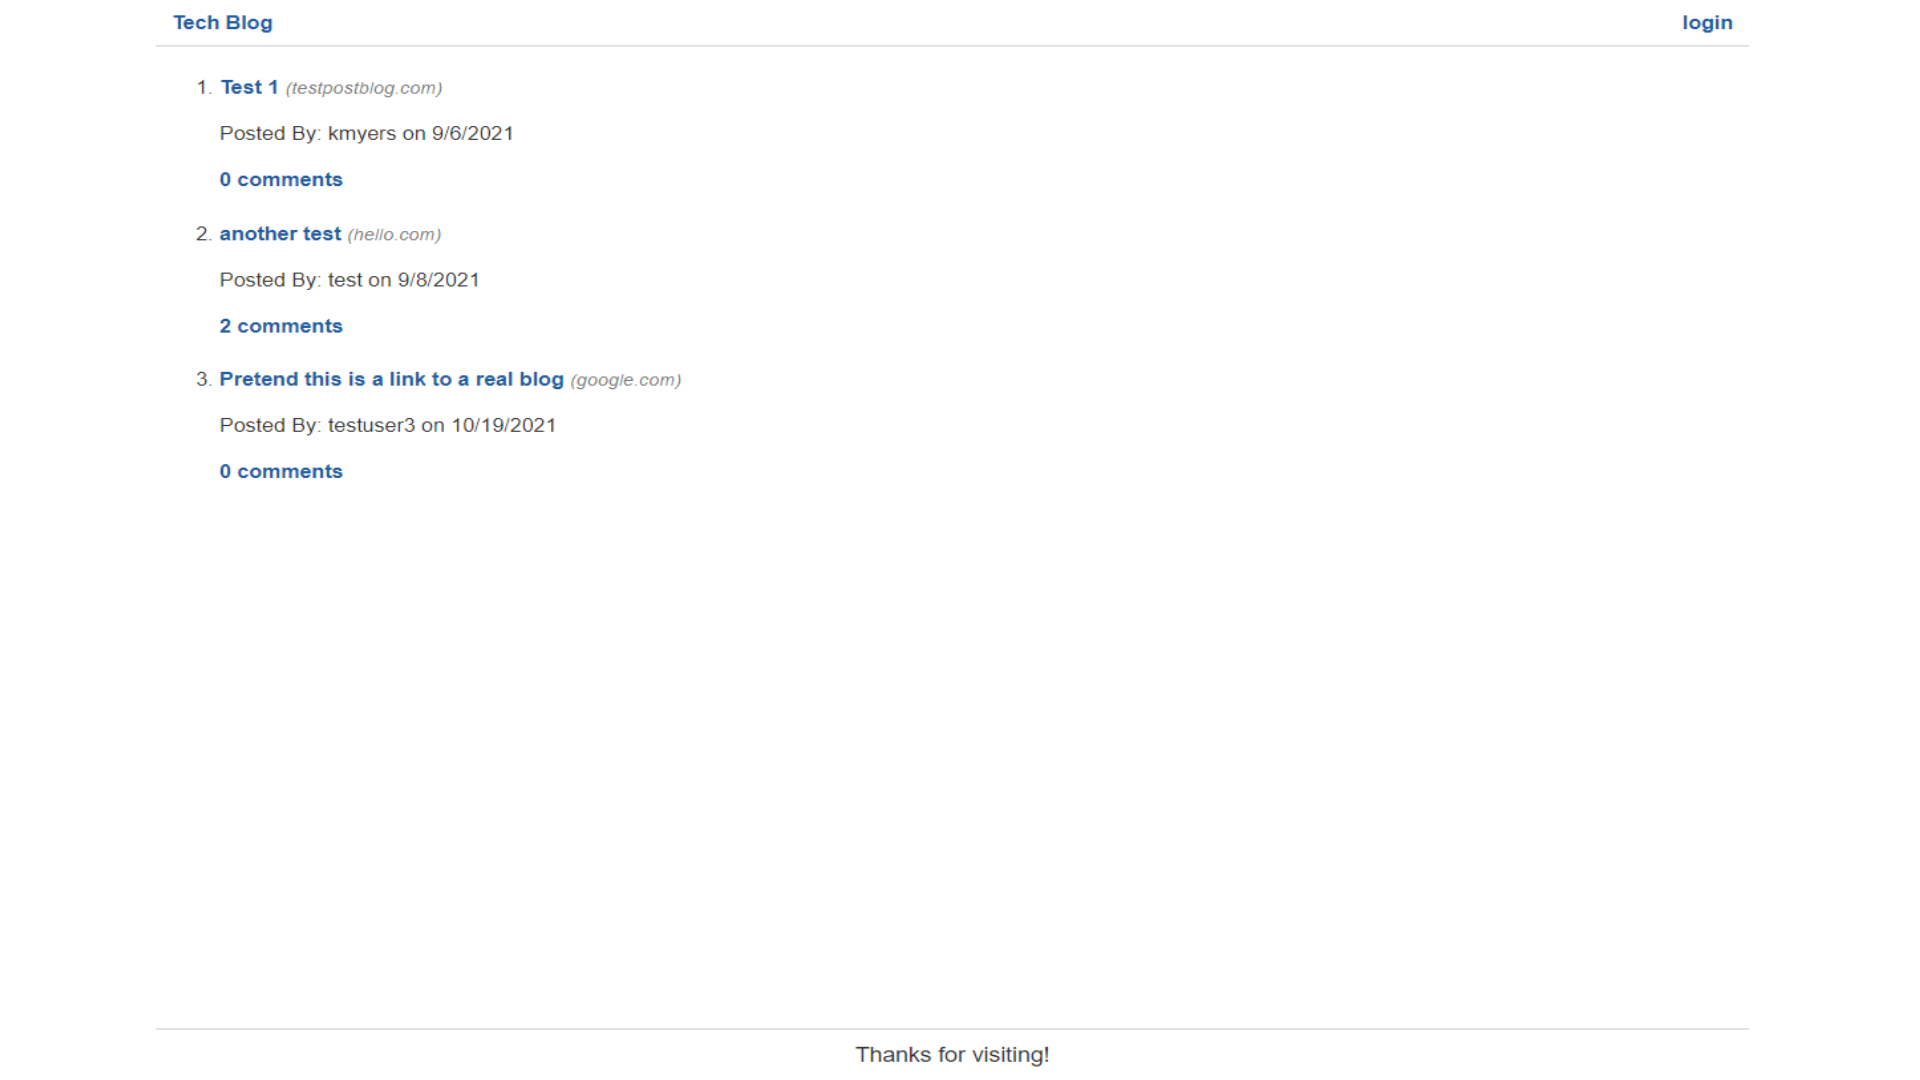 Tech Blog login
1. Test 1 (testpostblog.com)
Posted By: kmyers on 9/6/2021
0 comments
2. another test (hello.com)
Posted By: test on 9/8/2021
2 comments
3. Pretend this is a link to a real blog (google.com)
Posted By: testuser3 on 10/19/2021
0 comments
Thanks for visiting!